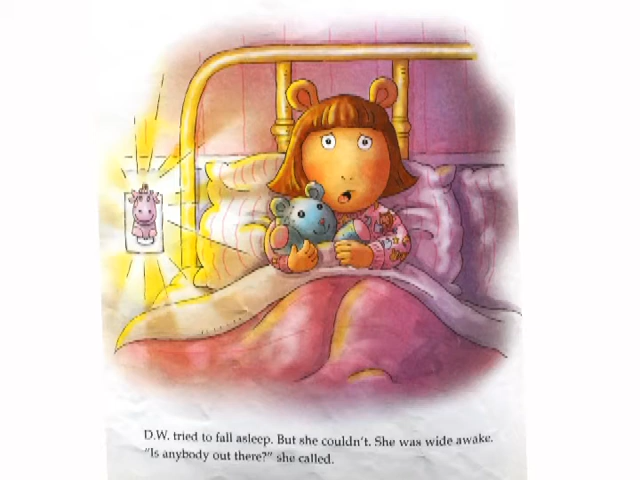 D.W. tried to fall asleep. But she couldn't. She was wide awake.
"Is anybody out there?" she called.